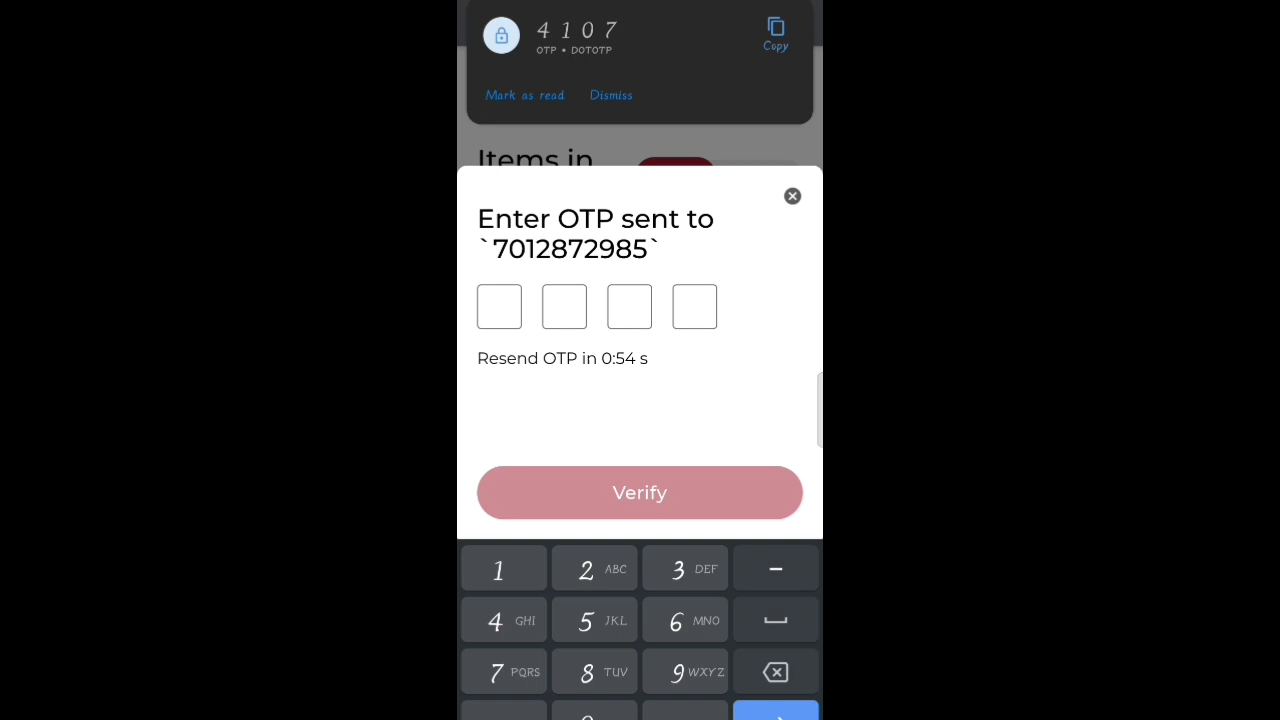 4 1 0 7
OTP • DOTOTP
Copy
Mark as read Dismiss
Items in
Enter OTP sent to
`7012872985`
Resend OTP in 0:54 s
Verify
1 2 ABC 3 DEF –
4 GHI 5 JKL 6 MNO
7 PQRS 8 TUV 9 WXYZ